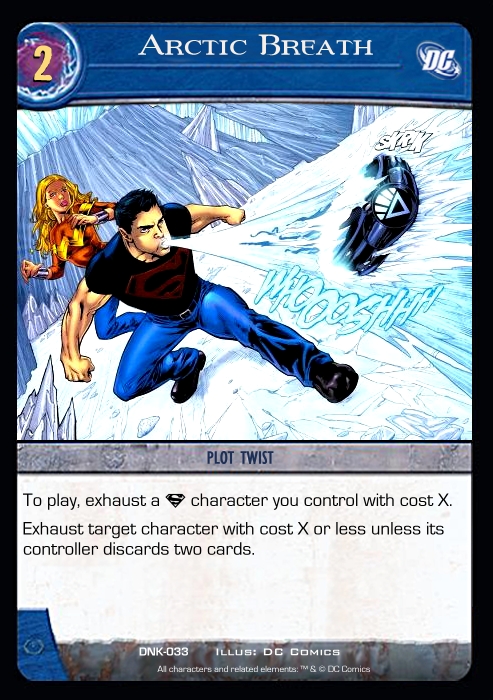 2
ARCTIC BREATH
DC
SKRAK
WHOOOSHHH
PLOT TWIST
To play, exhaust a S character you control with cost X.
Exhaust target character with cost X or less unless its
controller discards two cards.
DNK-033 ILLUS: DC COMICS
All characters and related elements: ™ & © DC Comics